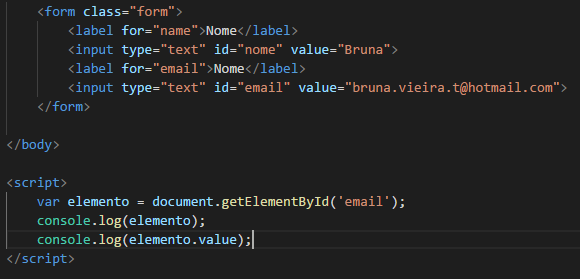 <form class="form">
<label for="name">Nome</label>
<input type="text" id="nome" value="Bruna">
<label for="email">Nome</label>
<input type="text" id="email" value="bruna.vieira.t@hotmail.com">
</form>
</body>
<script>
var elemento = document.getElementById('email');
console.log(elemento);
console.log(elemento.value);
</script>